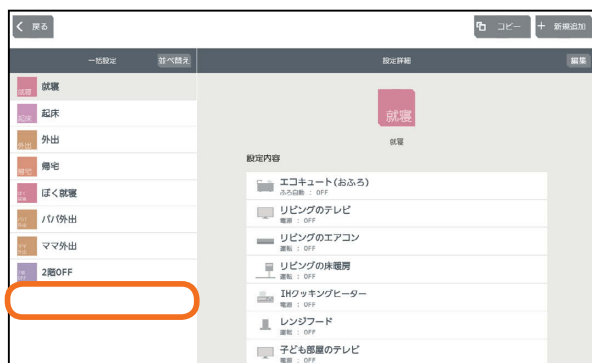 戻る
コピー
新規追加
一括設定
並べ替え
設定詳細
編集
就寝
就寝
起床
起床
外出
外出
帰宅
帰宅
ぼく就寝
パパ外出
ママ外出
2階OFF
就寝
就寝
設定内容
エコキュート(おふろ)
ふろ自動 : OFF
リビングのテレビ
電源 : OFF
リビングのエアコン
運転 : OFF
リビングの床暖房
運転 : OFF
IHクッキングヒーター
電源 : OFF
レンジフード
運転 : OFF
子ども部屋のテレビ
電源 : OFF